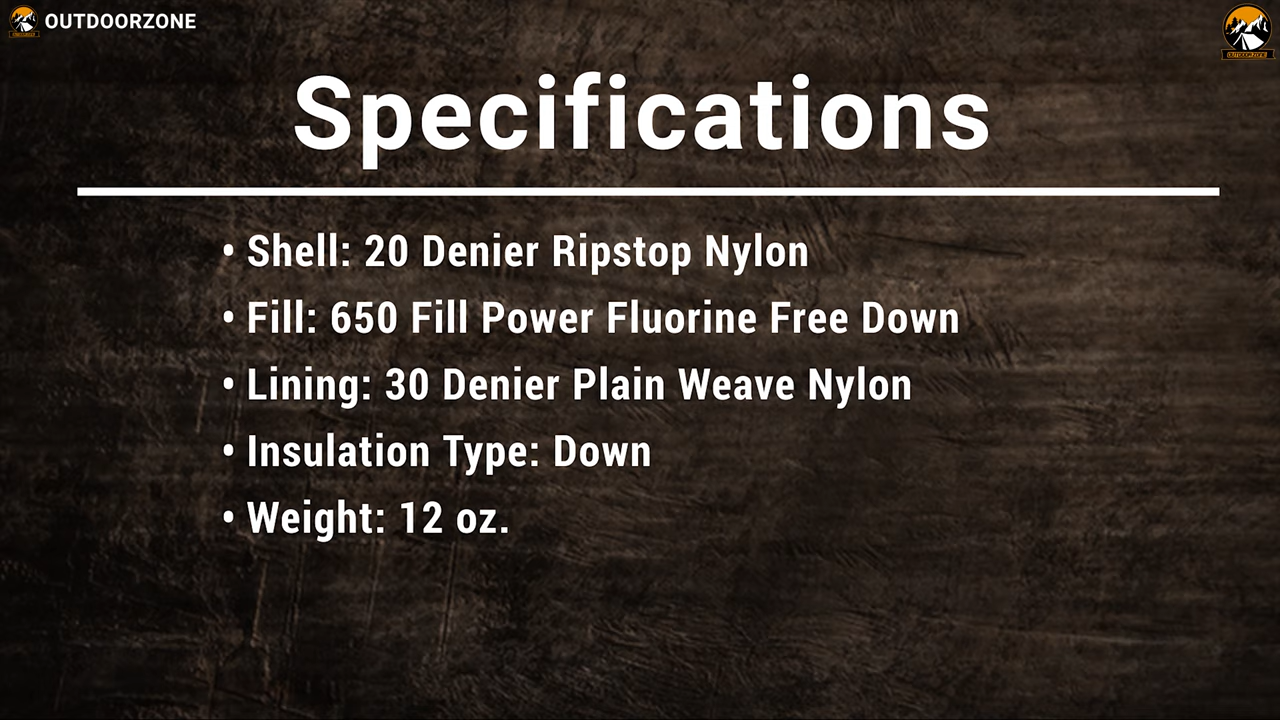 OUTDOORZONE
Specifications
• Shell: 20 Denier Ripstop Nylon
• Fill: 650 Fill Power Fluorine Free Down
• Lining: 30 Denier Plain Weave Nylon
• Insulation Type: Down
• Weight: 12 oz.
OUTDOORZONE